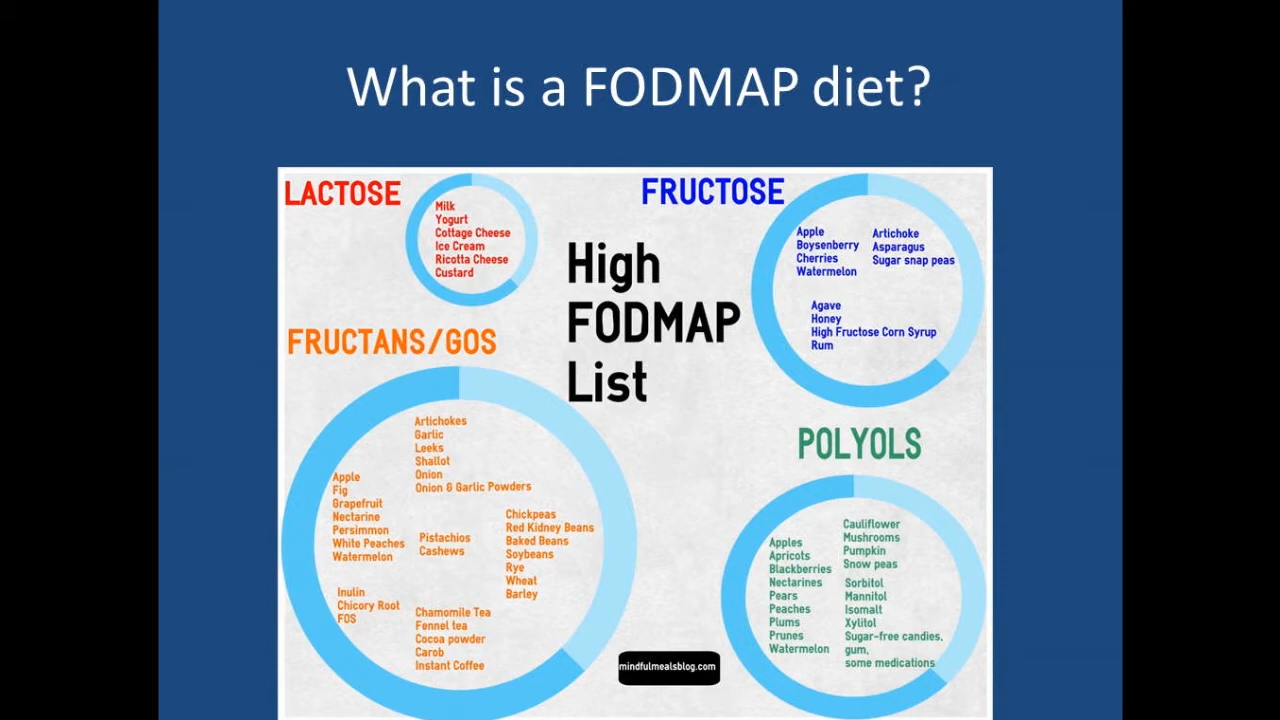 What is a FODMAP diet?
LACTOSE
Milk
Yogurt
Cottage Cheese
Ice Cream
Ricotta Cheese
Custard
High
FODMAP
List
FRUCTOSE
Apple
Boysenberry
Cherries
Watermelon
Artichoke
Asparagus
Sugar snap peas
Agave
Honey
High Fructose Corn Syrup
Rum
FRUCTANS/GOS
Artichokes
Garlic
Leeks
Shallot
Onion
Onion & Garlic Powders
Apple
Fig
Grapefruit
Nectarine
Persimmon
White Peaches
Watermelon
Pistachios
Cashews
Chickpeas
Red Kidney Beans
Baked Beans
Soybeans
Rye
Wheat
Barley
Inulin
Chicory Root
FOS
Chamomile Tea
Fennel tea
Cocoa powder
Carob
Instant Coffee
POLYOLS
Apples
Apricots
Blackberries
Nectarines
Pears
Peaches
Plums
Prunes
Watermelon
Cauliflower
Mushrooms
Pumpkin
Snow peas
Sorbitol
Mannitol
Isomalt
Xylitol
Sugar-free candies,
gum,
some medications
mindfulmealsblog.com